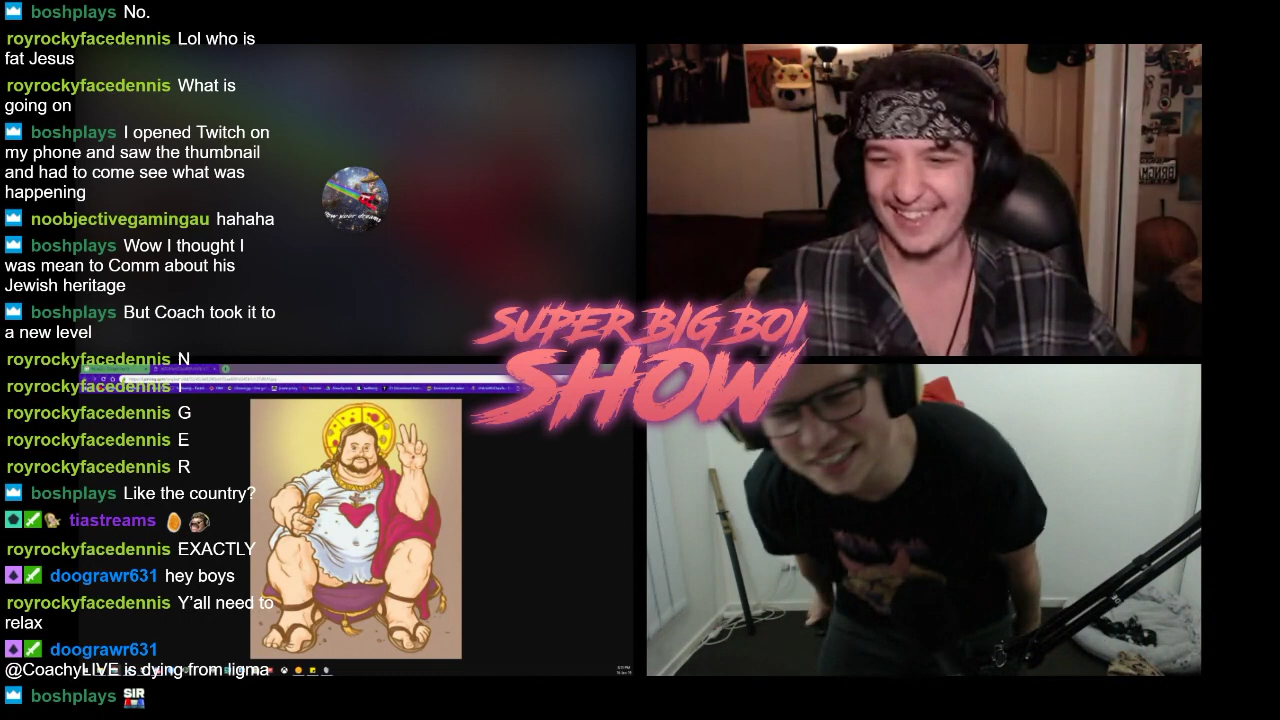 boshplays No.
royrockyfacedennis Lol who is
fat Jesus
royrockyfacedennis What is
going on
boshplays I opened Twitch on
my phone and saw the thumbnail
and had to come see what was
happening
noobjectivegamingau hahaha
boshplays Wow I thought I
was mean to Comm about his
Jewish heritage
boshplays But Coach took it to
a new level
royrockyfacedennis N
royrockyfacedennis I
royrockyfacedennis G
royrockyfacedennis E
royrockyfacedennis R
boshplays Like the country?
tiastreams
royrockyfacedennis EXACTLY
doograwr631 hey boys
royrockyfacedennis Y'all need to
relax
doograwr631
@CoachyLIVE is dying from ligma
boshplays SIR
your dreams
SUPER BIG BOI
SHOW